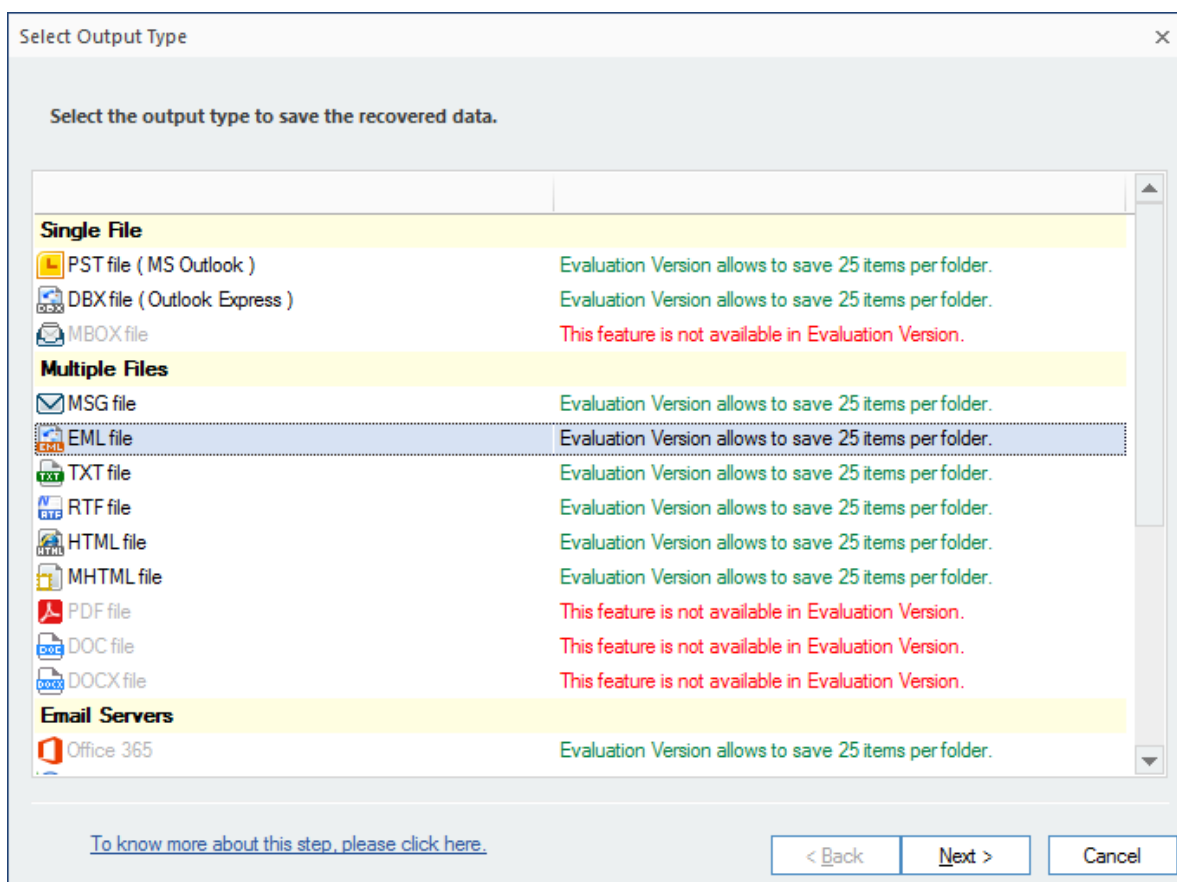 Select Output Type
Select the output type to save the recovered data.
Single File
PST file ( MS Outlook ) Evaluation Version allows to save 25 items per folder.
DBX file ( Outlook Express ) Evaluation Version allows to save 25 items per folder.
MBOX file This feature is not available in Evaluation Version.
Multiple Files
MSG file Evaluation Version allows to save 25 items per folder.
EML file Evaluation Version allows to save 25 items per folder.
TXT file Evaluation Version allows to save 25 items per folder.
RTF file Evaluation Version allows to save 25 items per folder.
HTML file Evaluation Version allows to save 25 items per folder.
MHTML file Evaluation Version allows to save 25 items per folder.
PDF file This feature is not available in Evaluation Version.
DOC file This feature is not available in Evaluation Version.
DOCX file This feature is not available in Evaluation Version.
Email Servers
Office 365 Evaluation Version allows to save 25 items per folder.
To know more about this step, please click here.
< Back Next > Cancel